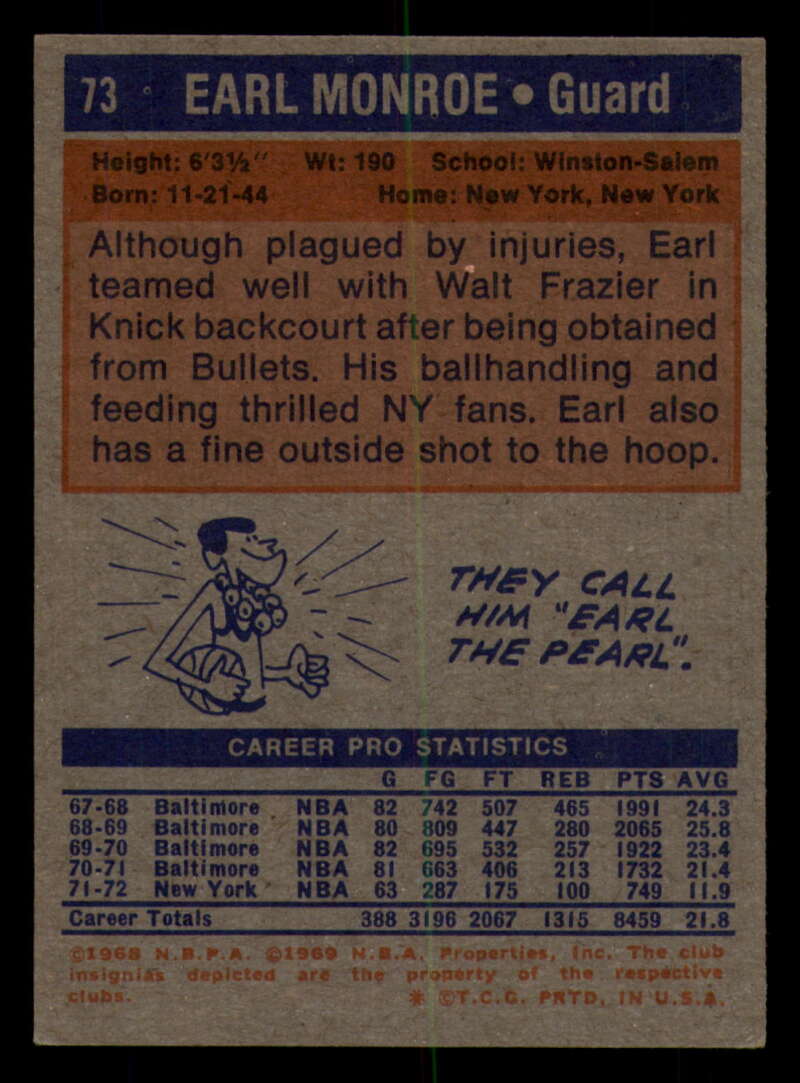 73 EARL MONROE • Guard
Height: 6'3½" Wt: 190 School: Winston-Salem
Born: 11-21-44 Home: New York, New York
Although plagued by injuries, Earl
teamed well with Walt Frazier in
Knick backcourt after being obtained
from Bullets. His ballhandling and
feeding thrilled NY fans. Earl also
has a fine outside shot to the hoop.
THEY CALL
HIM "EARL
THE PEARL".
CAREER PRO STATISTICS
G FG FT REB PTS AVG
67-68 Baltimore NBA 82 742 507 465 1991 24.3
68-69 Baltimore NBA 80 809 447 280 2065 25.8
69-70 Baltimore NBA 82 695 532 257 1922 23.4
70-71 Baltimore NBA 81 663 406 213 1732 21.4
71-72 New York NBA 63 287 175 100 749 11.9
Career Totals 388 3196 2067 1315 8459 21.8
©1968 N.B.P.A. ©1969 N.B.A. Properties, Inc. The club
insignias depicted are the property of the respective
clubs. * ©T.C.G. PRTD. IN U.S.A.